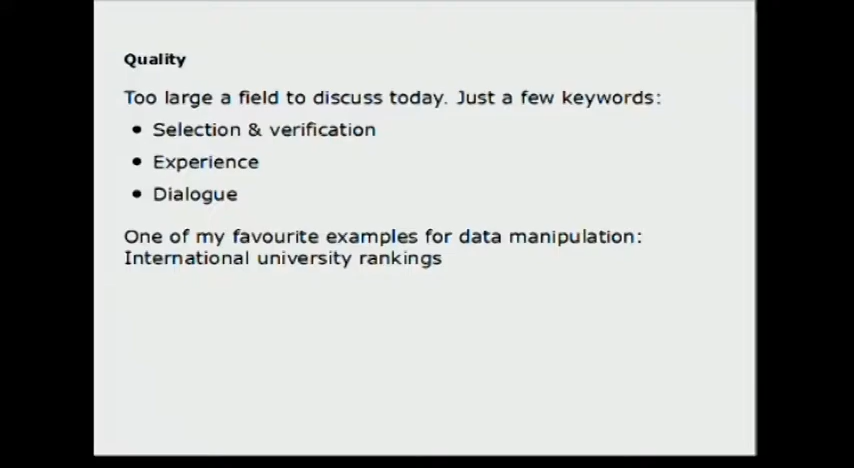 Quality
Too large a field to discuss today. Just a few keywords:
• Selection & verification
• Experience
• Dialogue
One of my favourite examples for data manipulation:
International university rankings